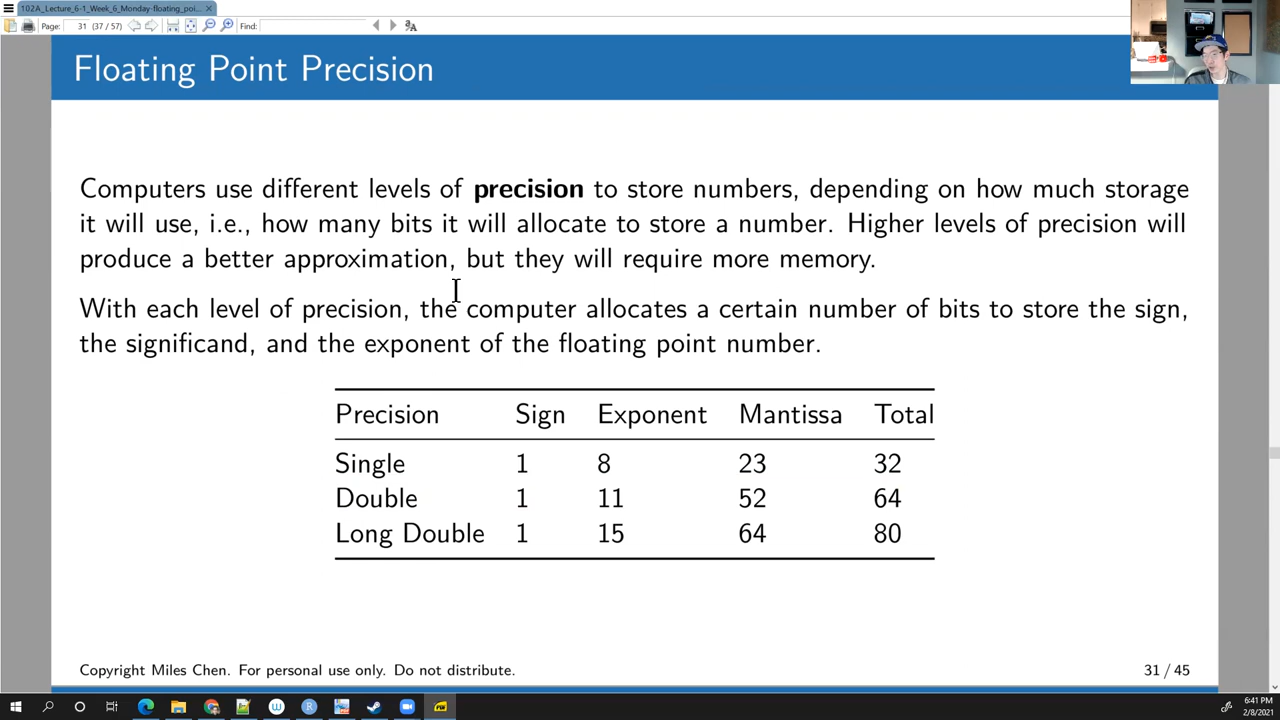 102A_Lecture_6-1_Week_6_Monday-floating_poi...
Page: 31 (37 / 57) Find:
Floating Point Precision
Computers use different levels of precision to store numbers, depending on how much storage
it will use, i.e., how many bits it will allocate to store a number. Higher levels of precision will
produce a better approximation, but they will require more memory.
With each level of precision, the computer allocates a certain number of bits to store the sign,
the significand, and the exponent of the floating point number.
Precision Sign Exponent Mantissa Total
Single 1 8 23 32
Double 1 11 52 64
Long Double 1 15 64 80
Copyright Miles Chen. For personal use only. Do not distribute. 31 / 45
6:41 PM
2/8/2021